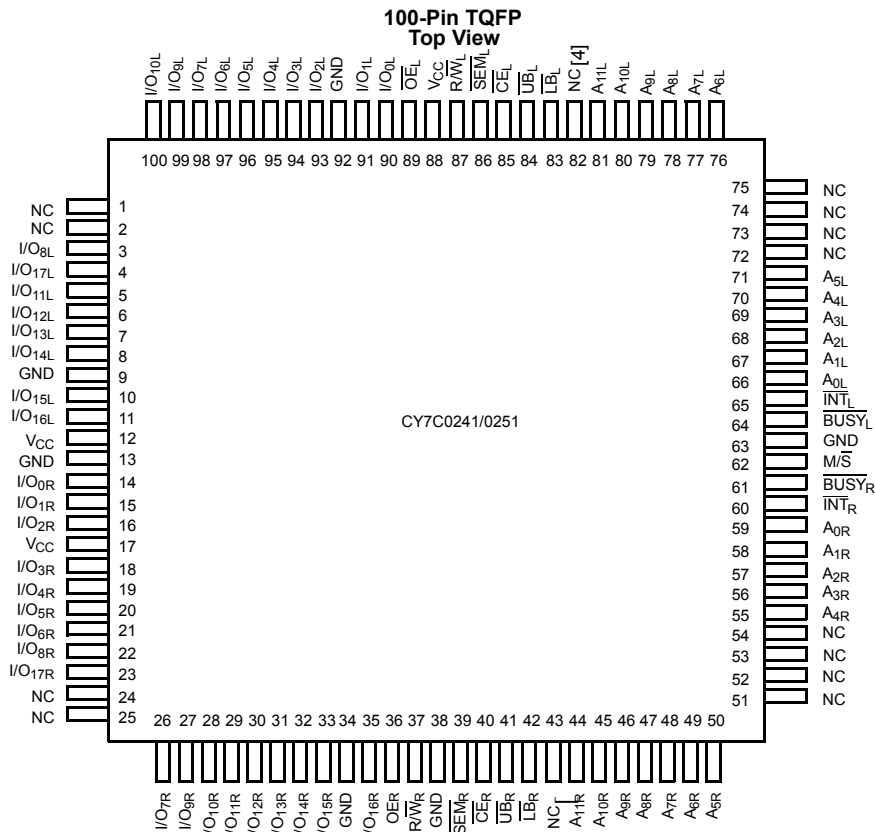 100-Pin TQFP
Top View
I/O10L
I/O9L
I/O7L
I/O6L
I/O5L
I/O4L
I/O3L
I/O2L
GND
I/O1L
I/O0L
OEL
VCC
R/WL
SEML
CEL
UBL
LBL
NC[4]
A11L
A10L
A9L
A8L
A7L
A6L
100 99 98 97 96 95 94 93 92 91 90 89 88 87 86 85 84 83 82 81 80 79 78 77 76
NC 1
NC 2
I/O8L 3
I/O17L 4
I/O11L 5
I/O12L 6
I/O13L 7
I/O14L 8
GND 9
I/O15L 10
I/O16L 11
VCC 12
GND 13
I/O0R 14
I/O1R 15
I/O2R 16
VCC 17
I/O3R 18
I/O4R 19
I/O5R 20
I/O6R 21
I/O8R 22
I/O17R 23
NC 24
NC 25
CY7C0241/0251
75 NC
74 NC
73 NC
72 NC
71 A5L
70 A4L
69 A3L
68 A2L
67 A1L
66 A0L
65 INTL
64 BUSYL
63 GND
62 M/S
61 BUSYR
60 INTR
59 A0R
58 A1R
57 A2R
56 A3R
55 A4R
54 NC
53 NC
52 NC
51 NC
26 27 28 29 30 31 32 33 34 35 36 37 38 39 40 41 42 43 44 45 46 47 48 49 50
I/O7R
I/O9R
I/O10R
I/O11R
I/O12R
I/O13R
I/O14R
I/O15R
GND
I/O16R
OER
R/WR
GND
SEMR
CER
UBR
LBR
NC
A11R
A10R
A9R
A8R
A7R
A6R
A5R